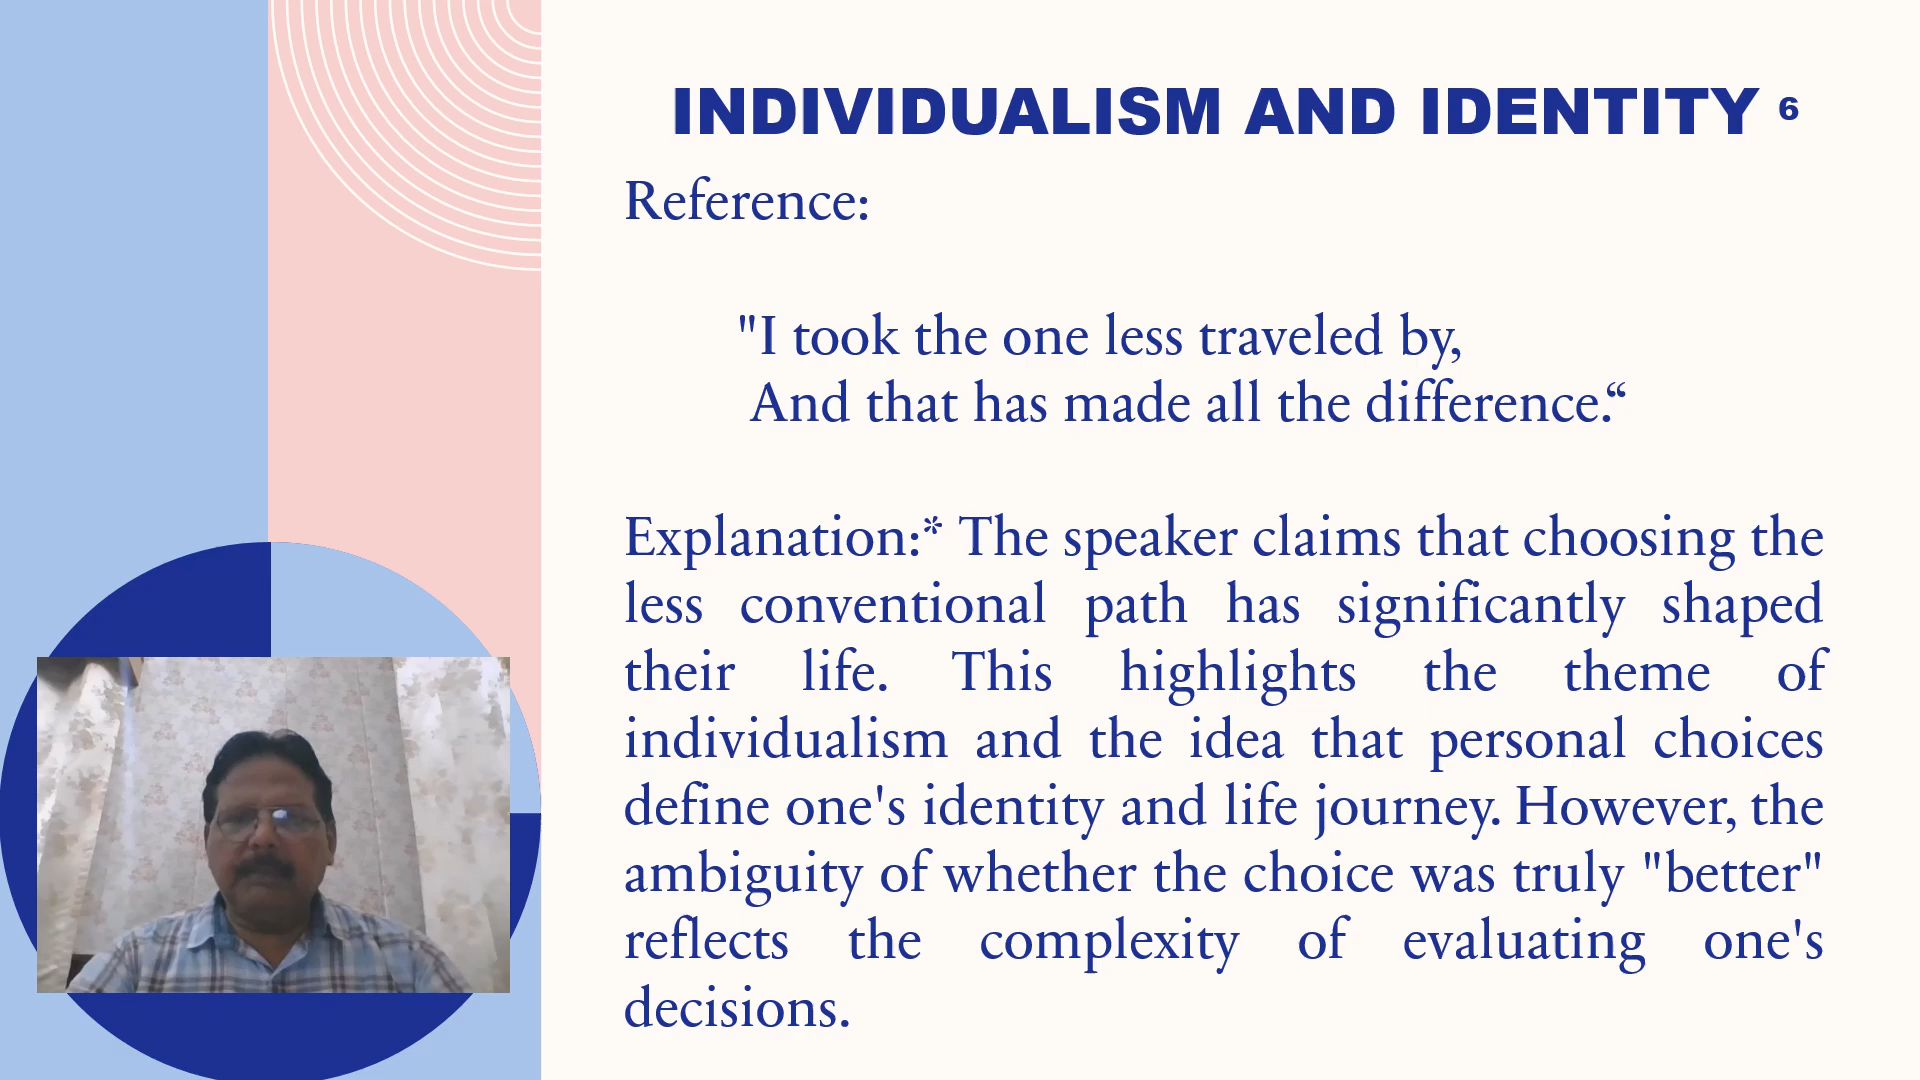 INDIVIDUALISM AND IDENTITY 6
Reference:
"I took the one less traveled by,
And that has made all the difference.“
Explanation:* The speaker claims that choosing the
less conventional path has significantly shaped
their life. This highlights the theme of
individualism and the idea that personal choices
define one's identity and life journey. However, the
ambiguity of whether the choice was truly "better"
reflects the complexity of evaluating one's
decisions.